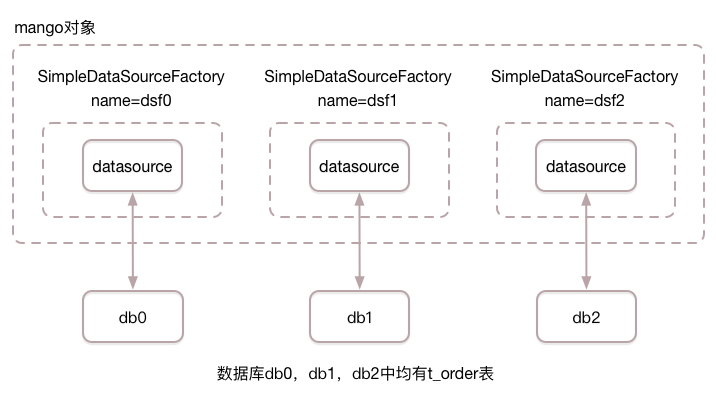 mango对象
SimpleDataSourceFactory
name=dsf0
SimpleDataSourceFactory
name=dsf1
SimpleDataSourceFactory
name=dsf2
datasource
datasource
datasource
db0
db1
db2
数据库db0，db1，db2中均有t_order表